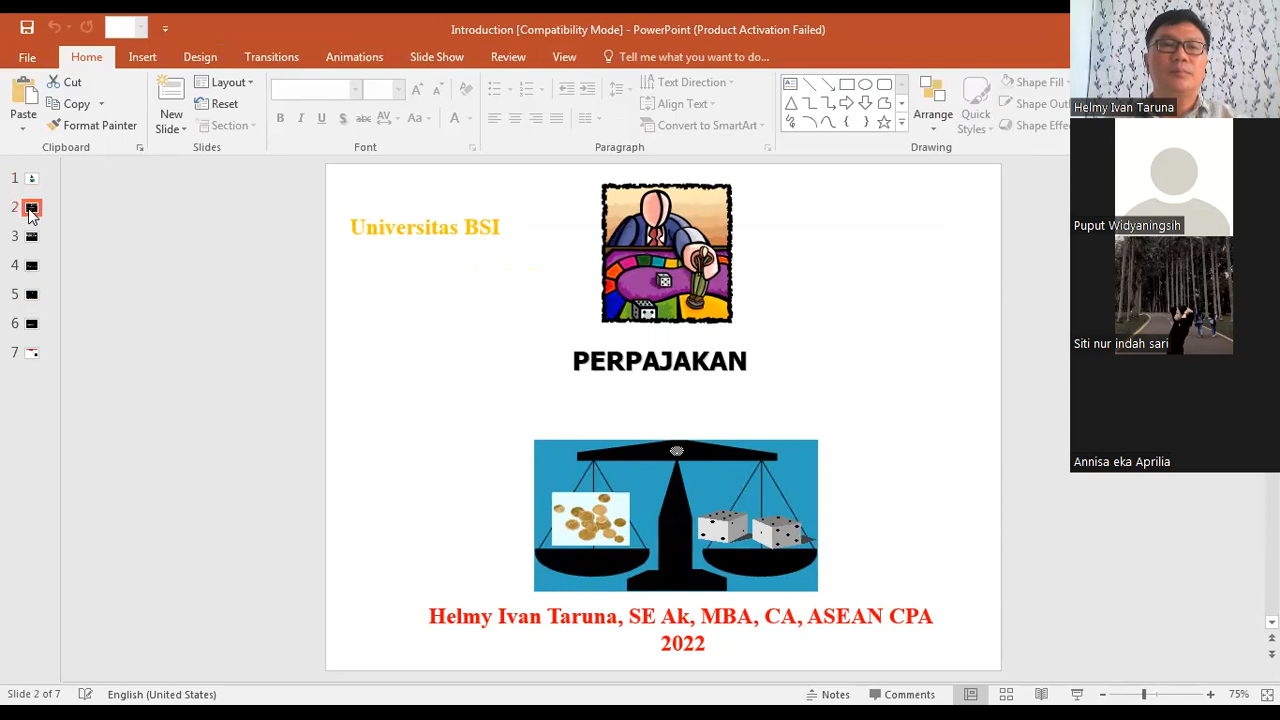 Introduction [Compatibility Mode] - PowerPoint (Product Activation Failed)
File Home Insert Design Transitions Animations Slide Show Review View Tell me what you want to do...
Paste
Cut
Copy
Format Painter
Clipboard
New
Slide
Layout
Reset
Section
Slides
Font
Text Direction
Align Text
Convert to SmartArt
Paragraph
Arrange
Quick
Styles
Shape Fill
Shape Out
Shape Effe
Drawing
1
2
3
4
5
6
7
Universitas BSI
PERPAJAKAN
Helmy Ivan Taruna, SE Ak, MBA, CA, ASEAN CPA
2022
Helmy Ivan Taruna
Puput Widyaningsih
Siti nur indah sari
Annisa eka Aprilia
Slide 2 of 7 English (United States) Notes Comments 75%